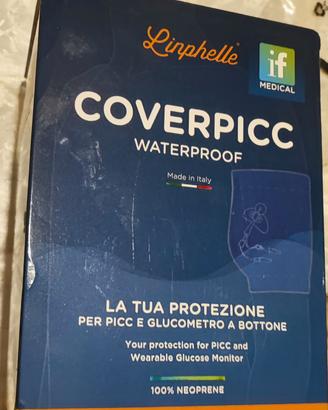 Linphelle®
if
MEDICAL
COVERPICC
WATERPROOF
Made in Italy
LA TUA PROTEZIONE
PER PICC E GLUCOMETRO A BOTTONE
Your protection for PICC and
Wearable Glucose Monitor
100% NEOPRENE